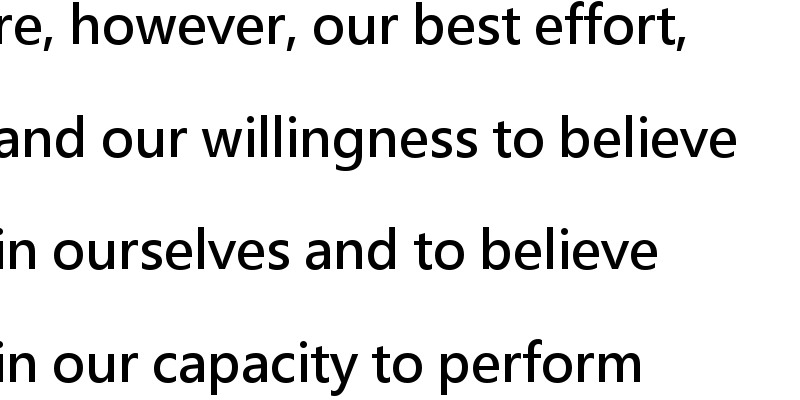 re, however, our best effort,
and our willingness to believe
in ourselves and to believe
in our capacity to perform